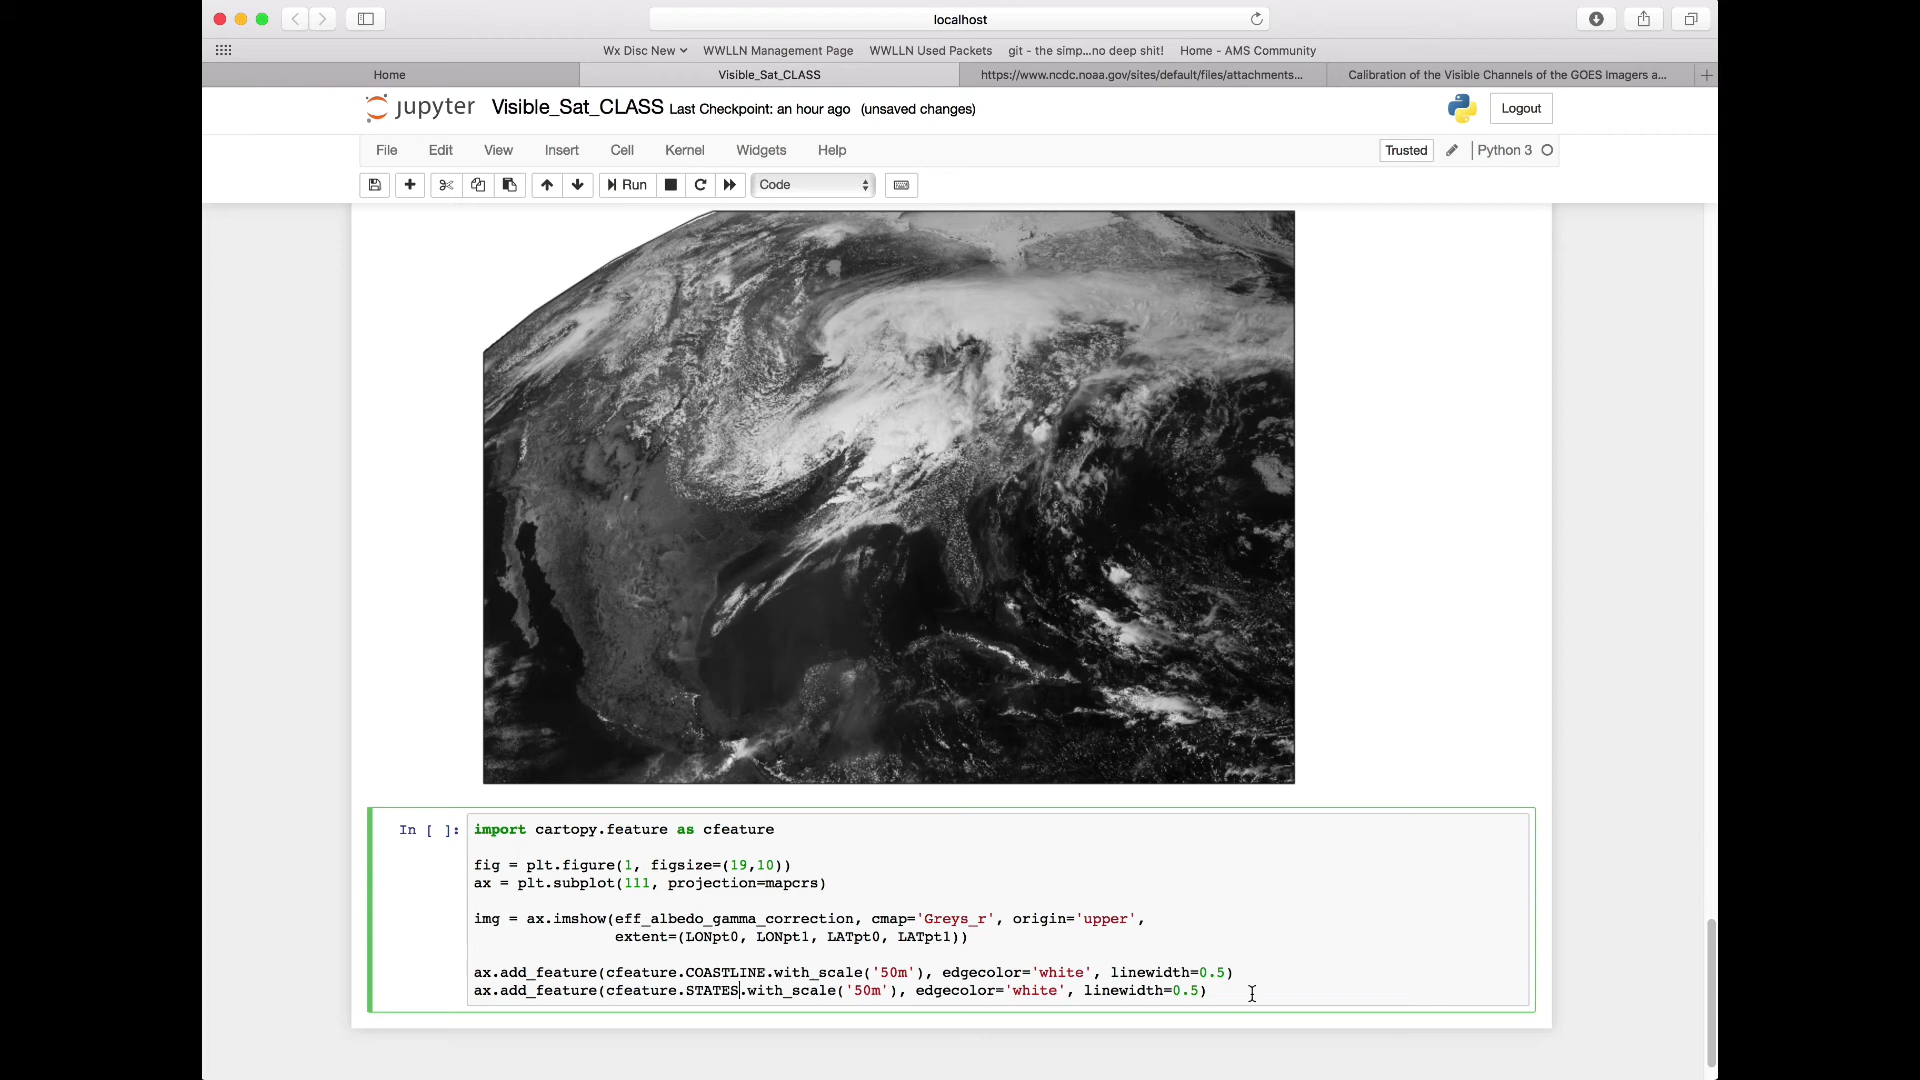 localhost
Wx Disc New WWLLN Management Page WWLLN Used Packets git - the simp...no deep shit! Home - AMS Community
Home Visible_Sat_CLASS https://www.ncdc.noaa.gov/sites/default/files/attachments... Calibration of the Visible Channels of the GOES Imagers a... +
jupyter Visible_Sat_CLASS Last Checkpoint: an hour ago (unsaved changes) Logout
File Edit View Insert Cell Kernel Widgets Help Trusted Python 3
Run Code
In [ ]: import cartopy.feature as cfeature
fig = plt.figure(1, figsize=(19,10))
ax = plt.subplot(111, projection=mapcrs)
img = ax.imshow(eff_albedo_gamma_correction, cmap='Greys_r', origin='upper',
extent=(LONpt0, LONpt1, LATpt0, LATpt1))
ax.add_feature(cfeature.COASTLINE.with_scale('50m'), edgecolor='white', linewidth=0.5)
ax.add_feature(cfeature.STATES.with_scale('50m'), edgecolor='white', linewidth=0.5)